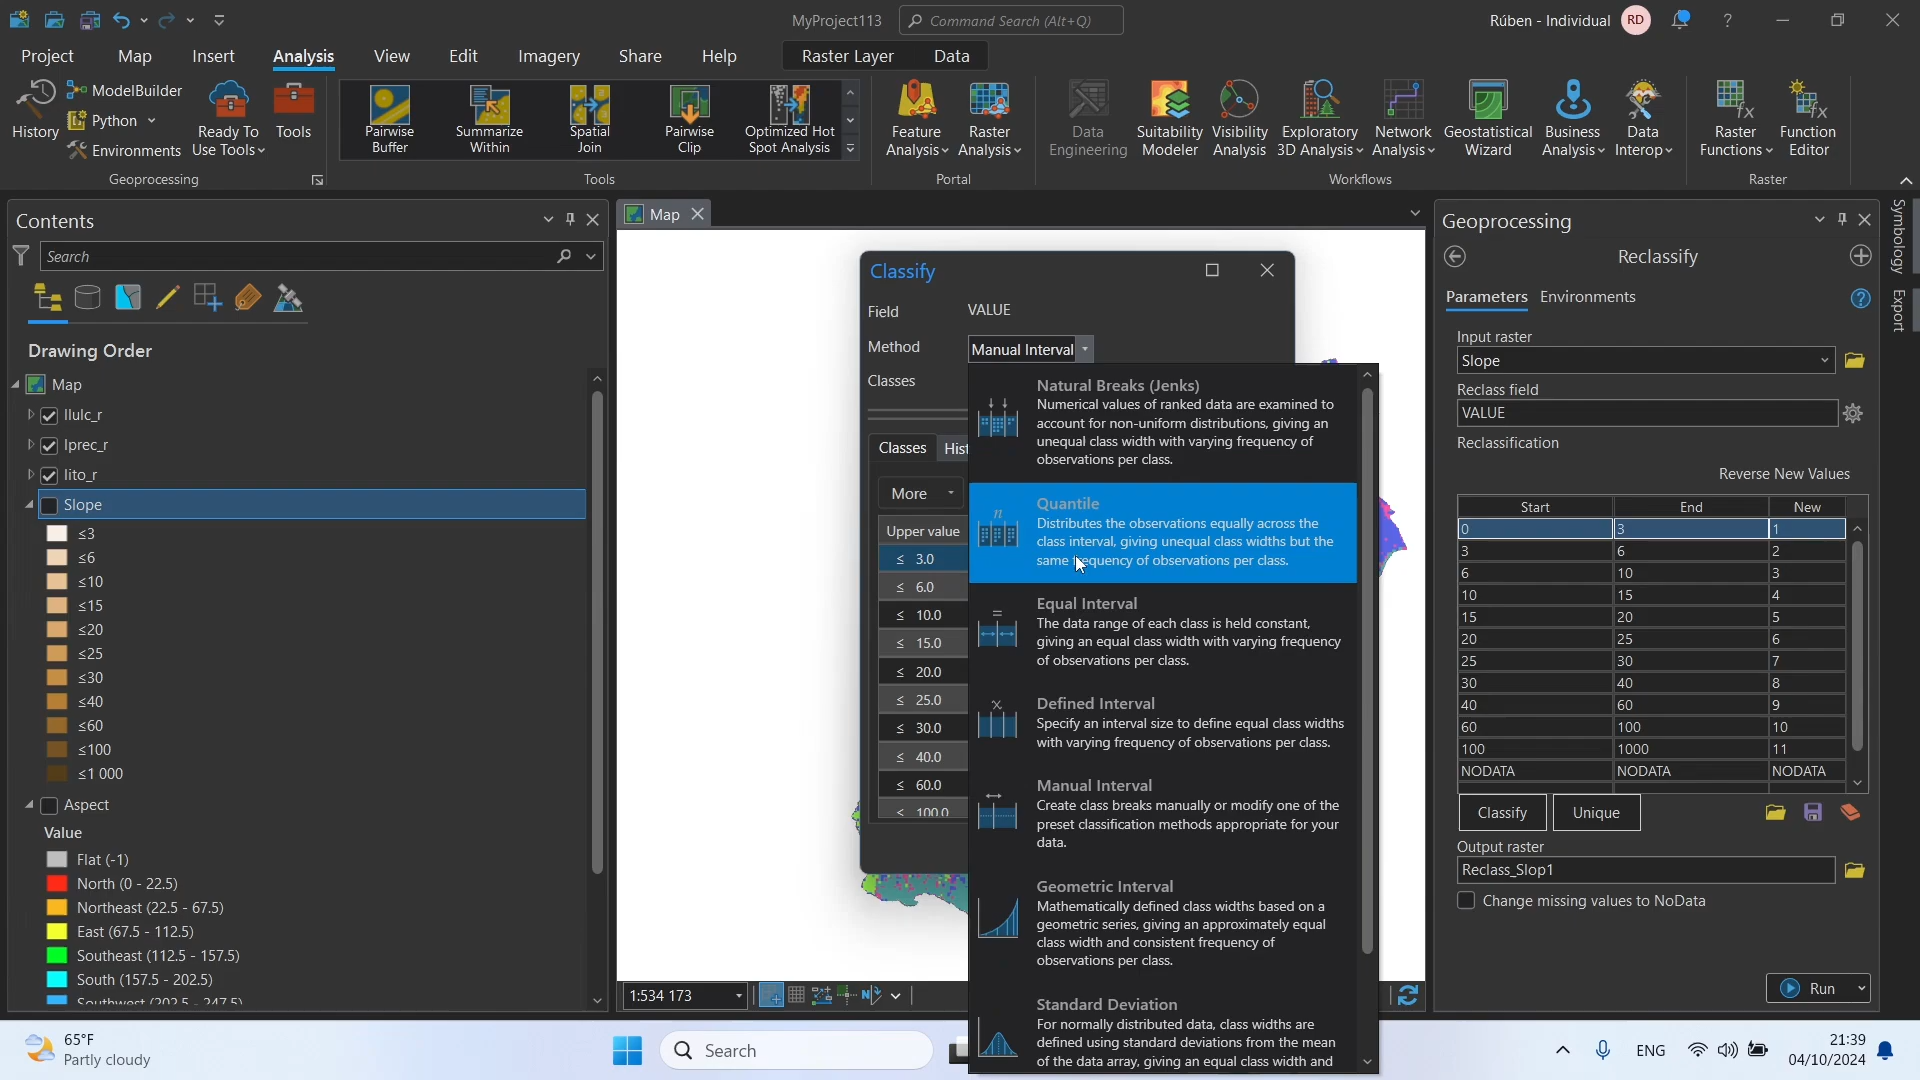 MyProject113
Command Search (Alt+Q)
Rúben - Individual
RD
?
Project
Map
Insert
Analysis
View
Edit
Imagery
Share
Help
Raster Layer
Data
History
ModelBuilder
Python
Environments
Ready To
Use Tools
Tools
Geoprocessing
Pairwise
Buffer
Summarize
Within
Spatial
Join
Pairwise
Clip
Optimized Hot
Spot Analysis
Tools
Feature
Analysis
Raster
Analysis
Portal
Data
Engineering
Suitability
Modeler
Visibility
Analysis
Exploratory
3D Analysis
Network
Analysis
Geostatistical
Wizard
Business
Analysis
Data
Interop
Workflows
Raster
Functions
Function
Editor
Raster
Contents
Search
Drawing Order
Map
llulc_r
lprec_r
lito_r
Slope
≤3
≤6
≤10
≤15
≤20
≤25
≤30
≤40
≤60
≤100
≤1 000
Aspect
Value
Flat (-1)
North (0 - 22.5)
Northeast (22.5 - 67.5)
East (67.5 - 112.5)
Southeast (112.5 - 157.5)
South (157.5 - 202.5)
Southwest (202.5 - 247.5)
Map
Classify
Field
VALUE
Method
Manual Interval
Classes
Classes
Hist
More
Upper value
≤ 3.0
≤ 6.0
≤ 10.0
≤ 15.0
≤ 20.0
≤ 25.0
≤ 30.0
≤ 40.0
≤ 60.0
≤ 100.0
Natural Breaks (Jenks)
Numerical values of ranked data are examined to
account for non-uniform distributions, giving an
unequal class width with varying frequency of
observations per class.
n
Quantile
Distributes the observations equally across the
class interval, giving unequal class widths but the
same frequency of observations per class.
=
Equal Interval
The data range of each class is held constant,
giving an equal class width with varying frequency
of observations per class.
x
Defined Interval
Specify an interval size to define equal class widths
with varying frequency of observations per class.
Manual Interval
Create class breaks manually or modify one of the
preset classification methods appropriate for your
data.
Geometric Interval
Mathematically defined class widths based on a
geometric series, giving an approximately equal
class width and consistent frequency of
observations per class.
Standard Deviation
For normally distributed data, class widths are
defined using standard deviations from the mean
of the data array, giving an equal class width and
1:534 173
Geoprocessing
Reclassify
Parameters
Environments
?
Input raster
Slope
Reclass field
VALUE
Reclassification
Reverse New Values
Start End New
0 3 1
3 6 2
6 10 3
10 15 4
15 20 5
20 25 6
25 30 7
30 40 8
40 60 9
60 100 10
100 1000 11
NODATA NODATA NODATA
Classify
Unique
Output raster
Reclass_Slop1
Change missing values to NoData
Run
Symbology
Export
65°F
Partly cloudy
Search
ENG
21:39
04/10/2024